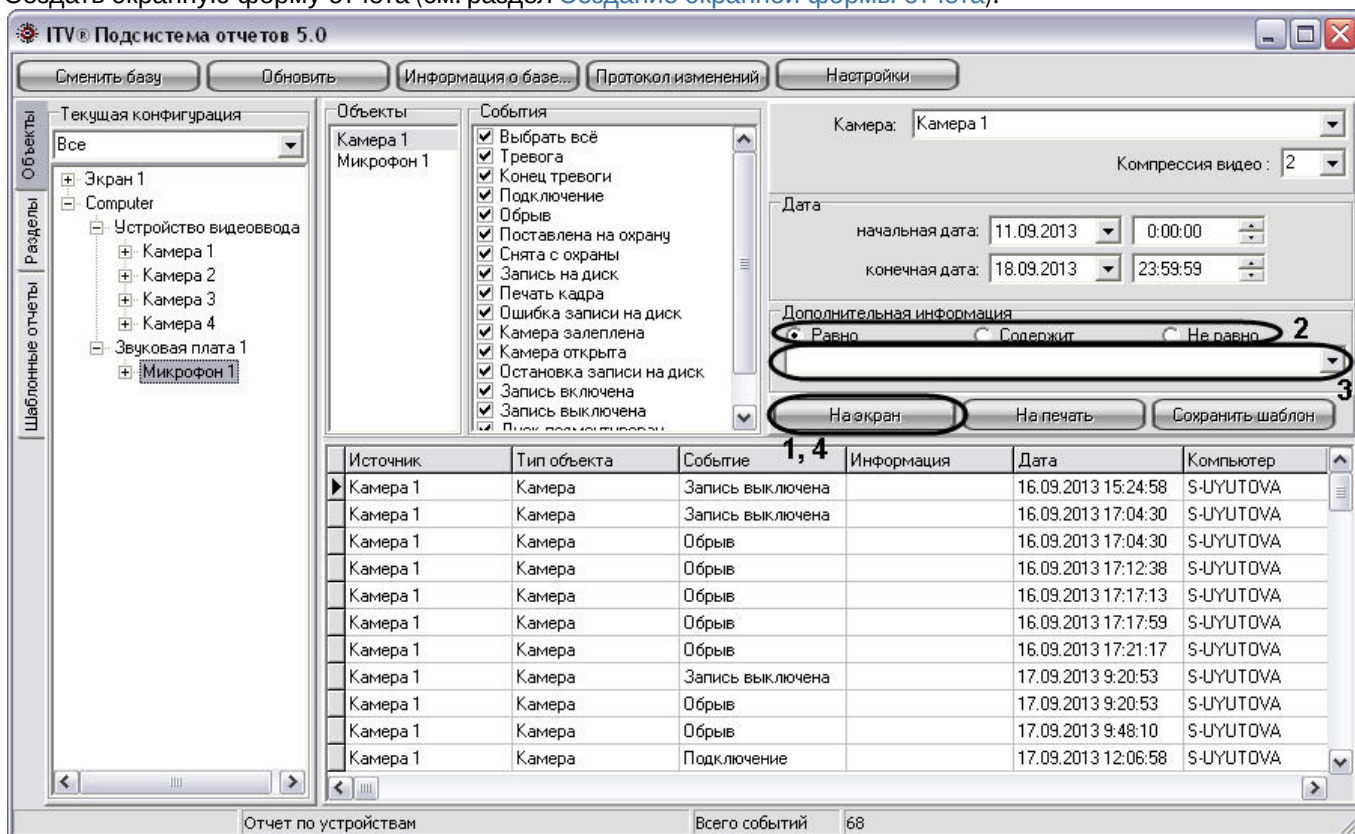 Создать экранную форму отчета (см. раздел Создание экранной формы отчета).
ITV® Подсистема отчетов 5.0
Сменить базу Обновить Информация о базе... Протокол изменений Настройки
Объекты
Разделы
Шаблонные отчеты
Текущая конфигурация
Все
Экран 1
Computer
Устройство видеоввода
Камера 1
Камера 2
Камера 3
Камера 4
Звуковая плата 1
Микрофон 1
Объекты
Камера 1
Микрофон 1
События
Выбрать всё
Тревога
Конец тревоги
Подключение
Обрыв
Поставлена на охрану
Снята с охраны
Запись на диск
Печать кадра
Ошибка записи на диск
Камера залеплена
Камера открыта
Остановка записи на диск
Запись включена
Запись выключена
Камера: Камера 1
Компрессия видео : 2
Дата
начальная дата: 11.09.2013 0:00:00
конечная дата: 18.09.2013 23:59:59
Дополнительная информация
Равно Содержит Не равно 2
3
На экран На печать Сохранить шаблон
1, 4
Источник Тип объекта Событие Информация Дата Компьютер
Камера 1 Камера Запись выключена 16.09.2013 15:24:58 S-UYUTOVA
Камера 1 Камера Запись выключена 16.09.2013 17:04:30 S-UYUTOVA
Камера 1 Камера Обрыв 16.09.2013 17:04:30 S-UYUTOVA
Камера 1 Камера Обрыв 16.09.2013 17:12:38 S-UYUTOVA
Камера 1 Камера Обрыв 16.09.2013 17:17:13 S-UYUTOVA
Камера 1 Камера Обрыв 16.09.2013 17:17:59 S-UYUTOVA
Камера 1 Камера Обрыв 16.09.2013 17:21:17 S-UYUTOVA
Камера 1 Камера Запись выключена 17.09.2013 9:20:53 S-UYUTOVA
Камера 1 Камера Обрыв 17.09.2013 9:20:53 S-UYUTOVA
Камера 1 Камера Обрыв 17.09.2013 9:48:10 S-UYUTOVA
Камера 1 Камера Подключение 17.09.2013 12:06:58 S-UYUTOVA
Отчет по устройствам Всего событий 68